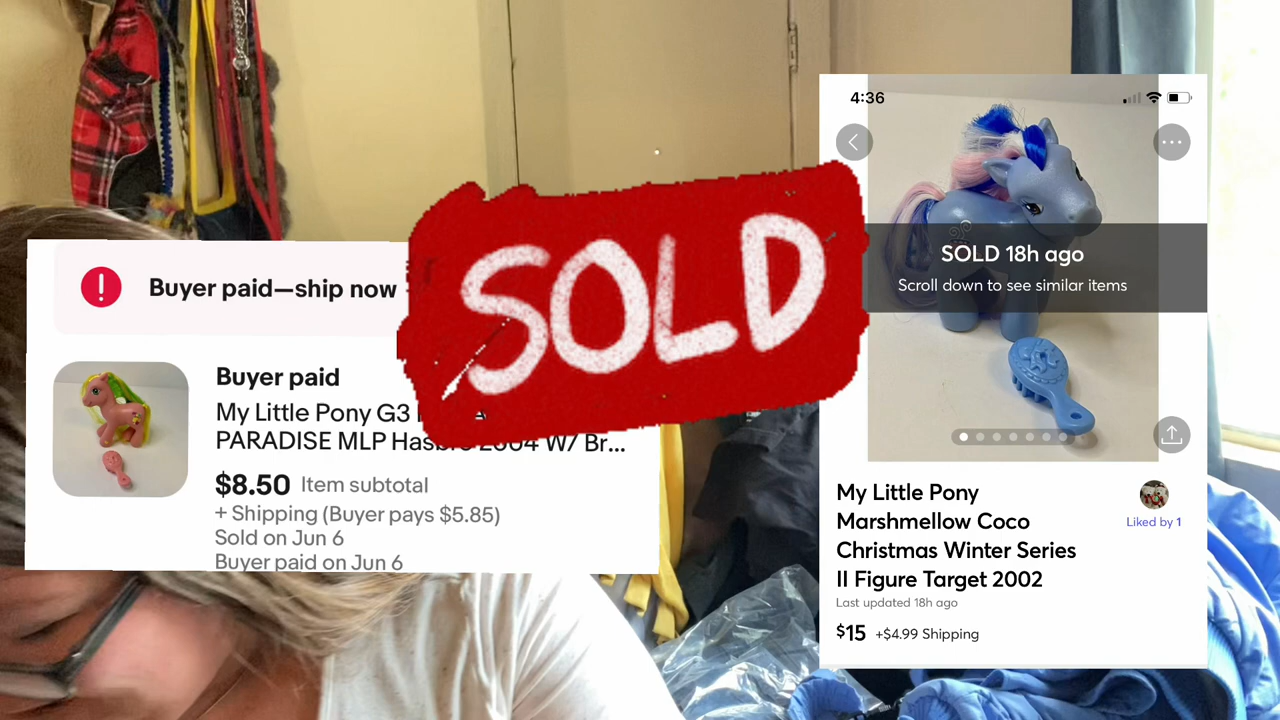 Buyer paid—ship now
Buyer paid
My Little Pony G3
PARADISE MLP Hasbro 2004 W/ Br...
$8.50 Item subtotal
+ Shipping (Buyer pays $5.85)
Sold on Jun 6
Buyer paid on Jun 6
SOLD
4:36
SOLD 18h ago
Scroll down to see similar items
My Little Pony
Marshmellow Coco
Christmas Winter Series
II Figure Target 2002
Liked by 1
Last updated 18h ago
$15 +$4.99 Shipping